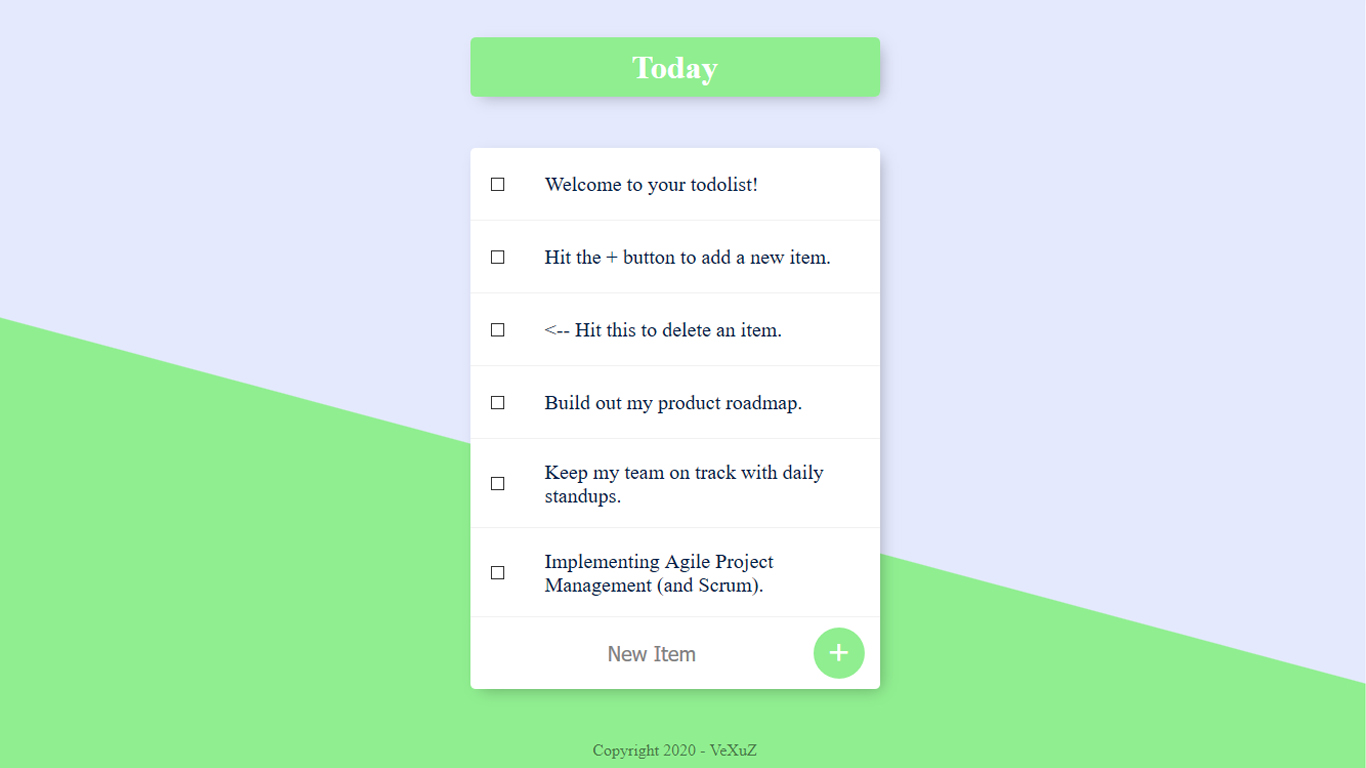 Today
Welcome to your todolist!
Hit the + button to add a new item.
<-- Hit this to delete an item.
Build out my product roadmap.
Keep my team on track with daily
standups.
Implementing Agile Project
Management (and Scrum).
New Item +
Copyright 2020 - VeXuZ